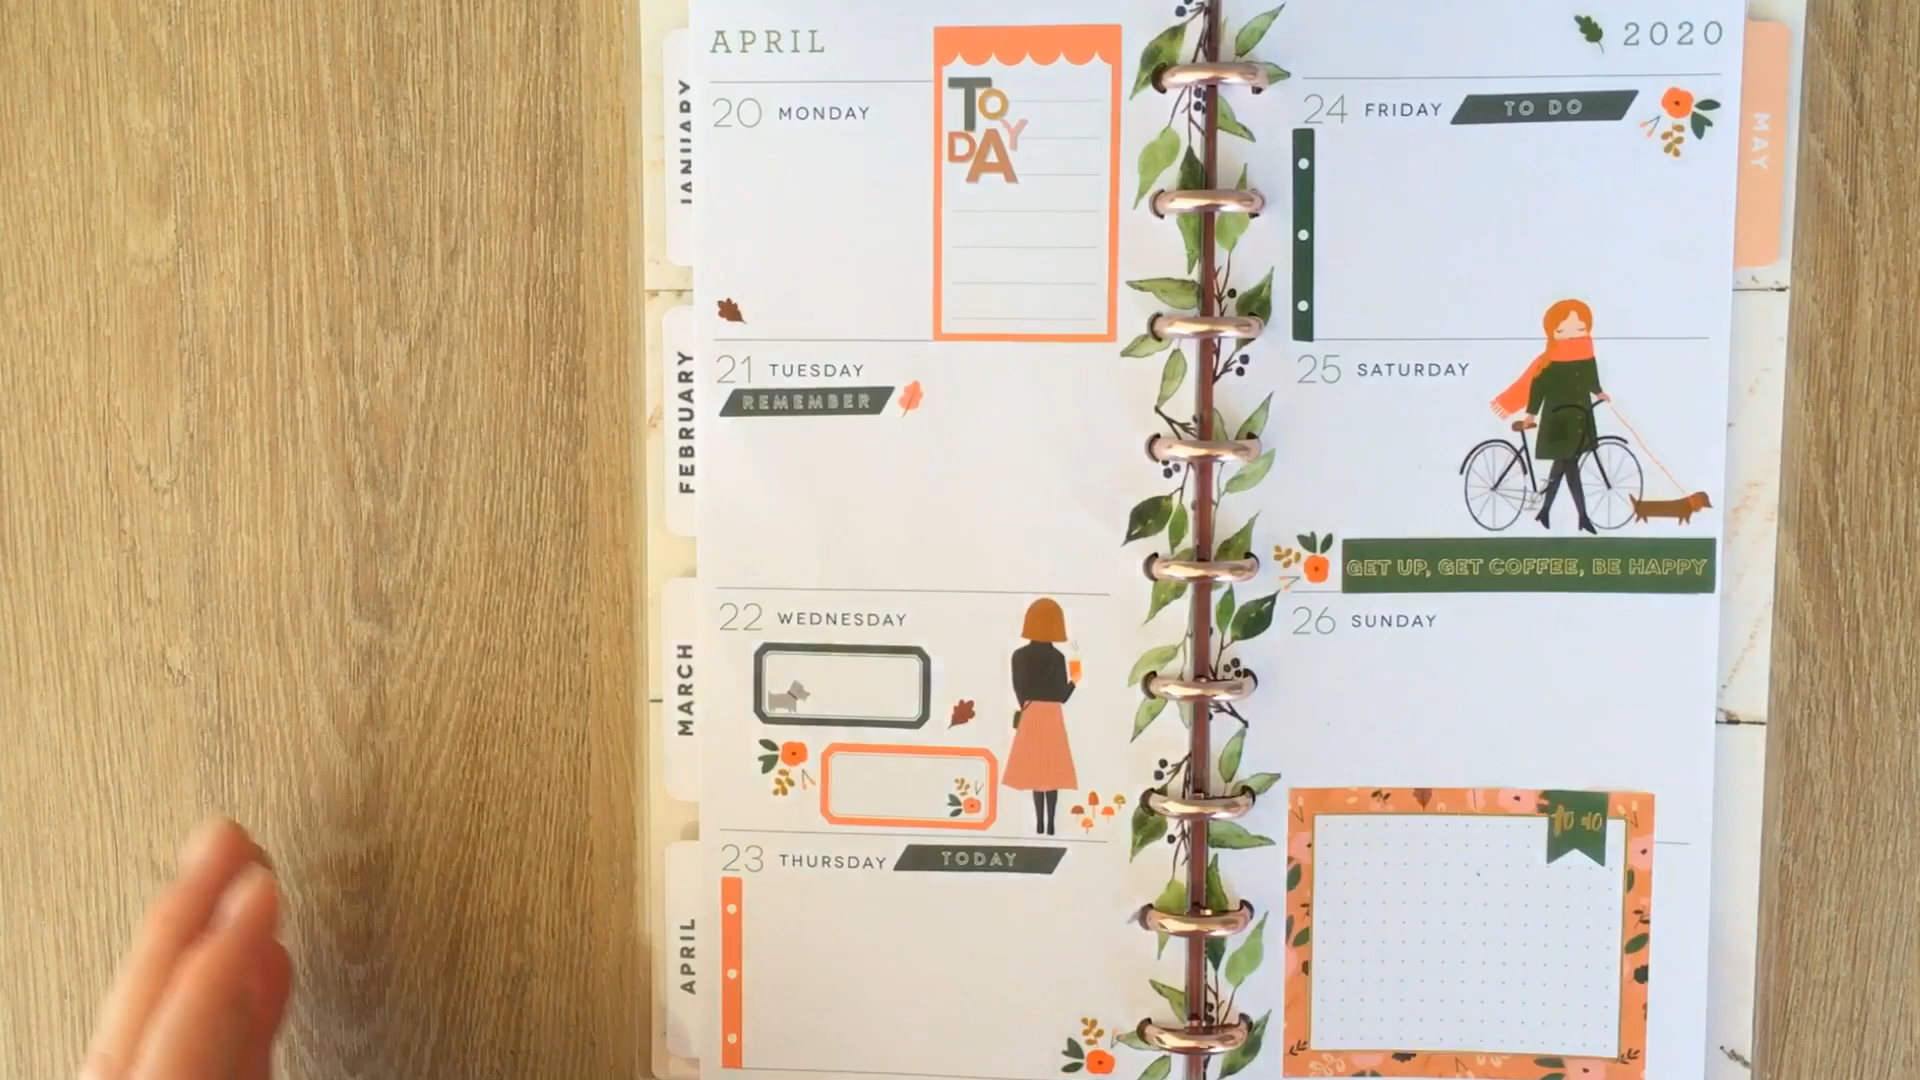 APRIL
2020
JANUARY
FEBRUARY
MARCH
APRIL
20 MONDAY
TODAY
21 TUESDAY
REMEMBER
22 WEDNESDAY
23 THURSDAY
TODAY
24 FRIDAY
TO DO
25 SATURDAY
GET UP, GET COFFEE, BE HAPPY
26 SUNDAY
to do
MAY